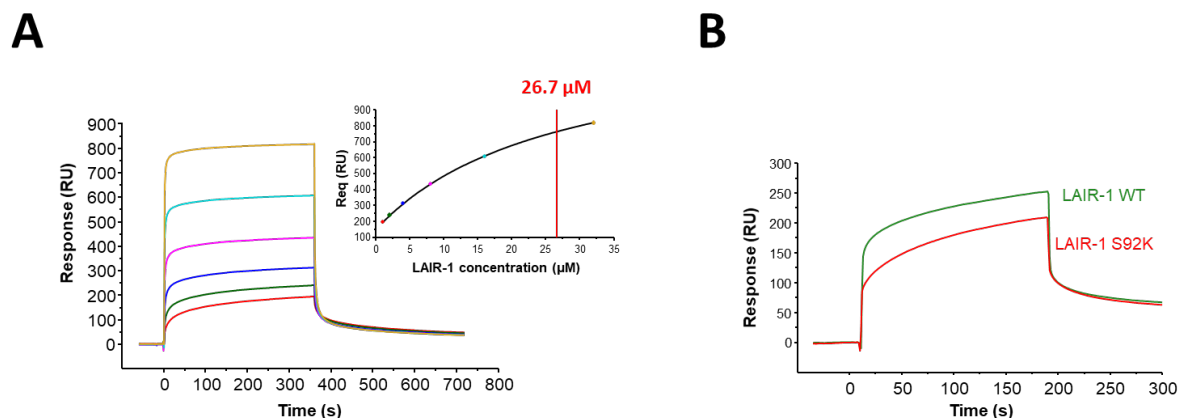 A
B
26.7 µM
900
800
700
600
500
400
300
200
100
0
Response (RU)
0 100 200 300 400 500 600 700 800
Time (s)
900
800
700
600
500
400
300
200
100
Req (RU)
0 5 10 15 20 25 30 35
LAIR-1 concentration (µM)
300
250
200
150
100
50
0
Response (RU)
LAIR-1 WT
LAIR-1 S92K
0 50 100 150 200 250 300
Time (s)